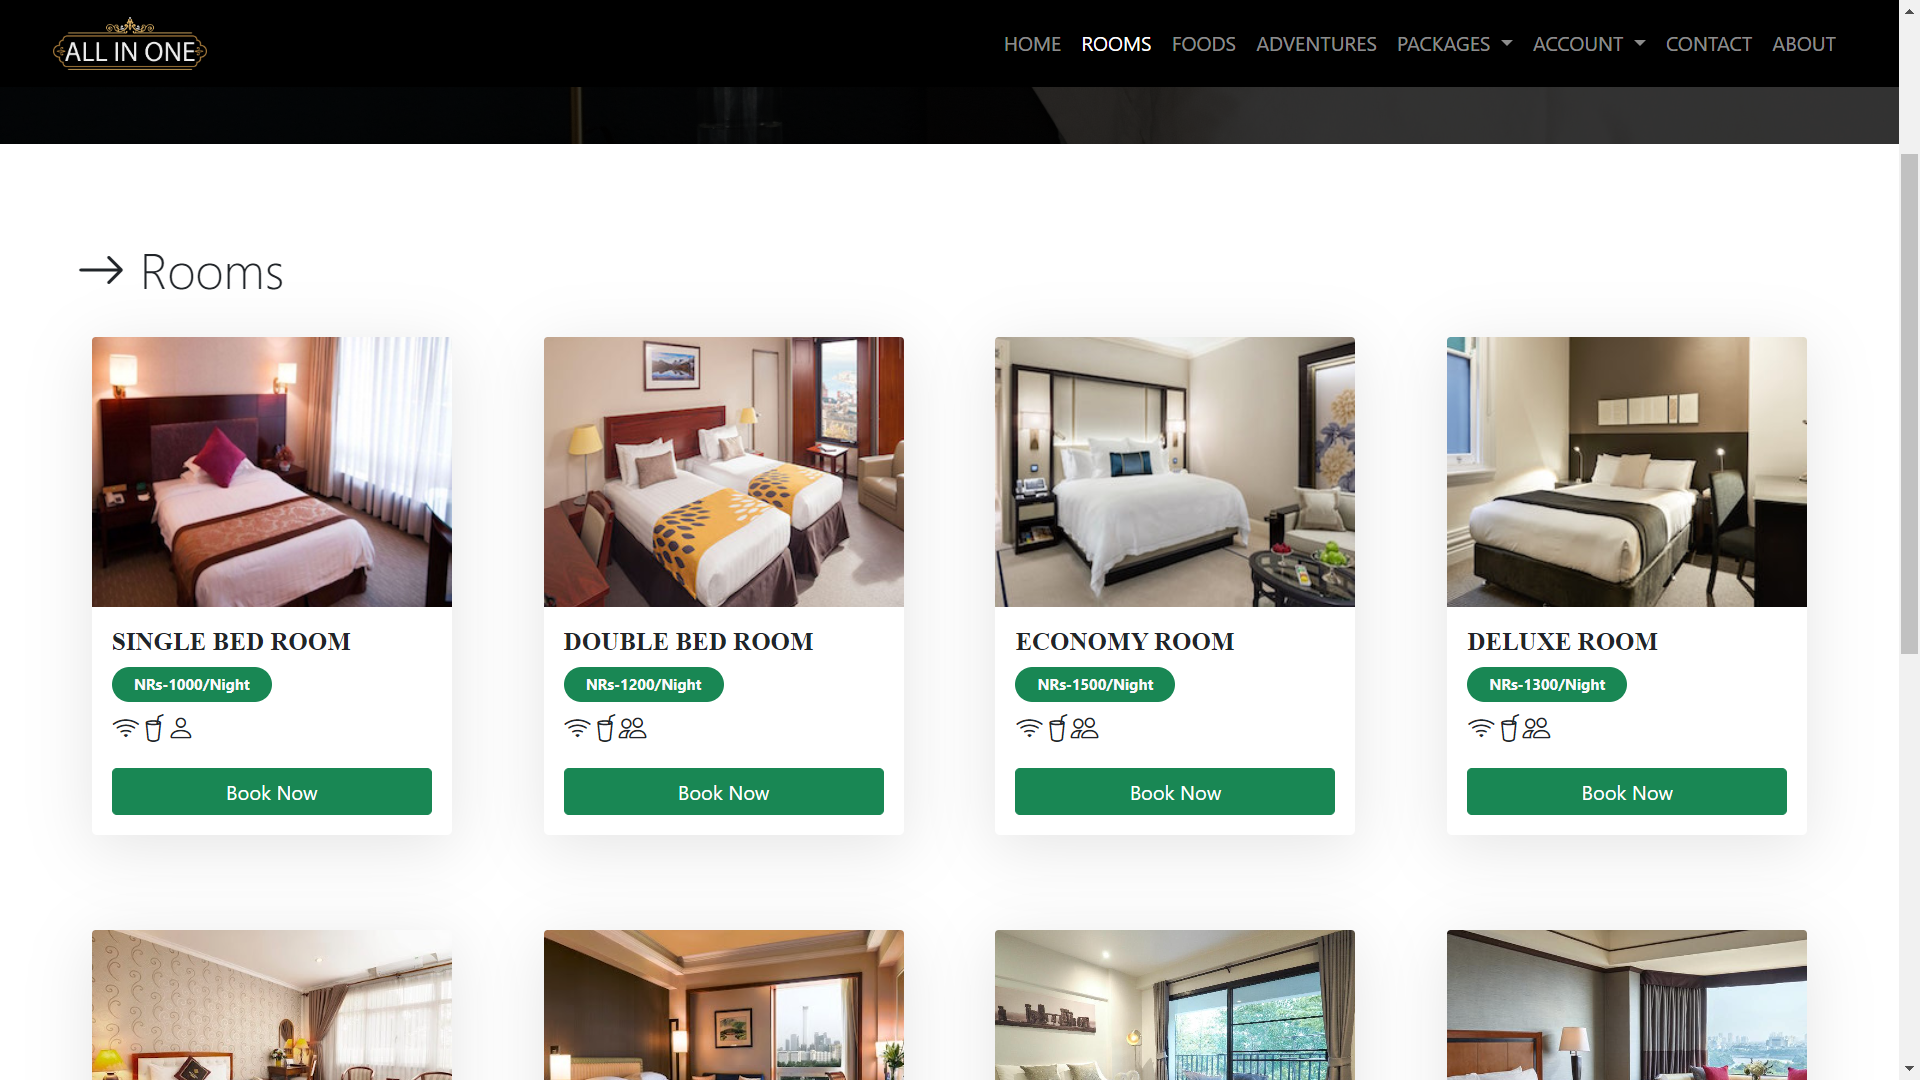 ALL IN ONE
HOME ROOMS FOODS ADVENTURES PACKAGES ACCOUNT CONTACT ABOUT
Rooms
SINGLE BED ROOM
NRs-1000/Night
Book Now
DOUBLE BED ROOM
NRs-1200/Night
Book Now
ECONOMY ROOM
NRs-1500/Night
Book Now
DELUXE ROOM
NRs-1300/Night
Book Now